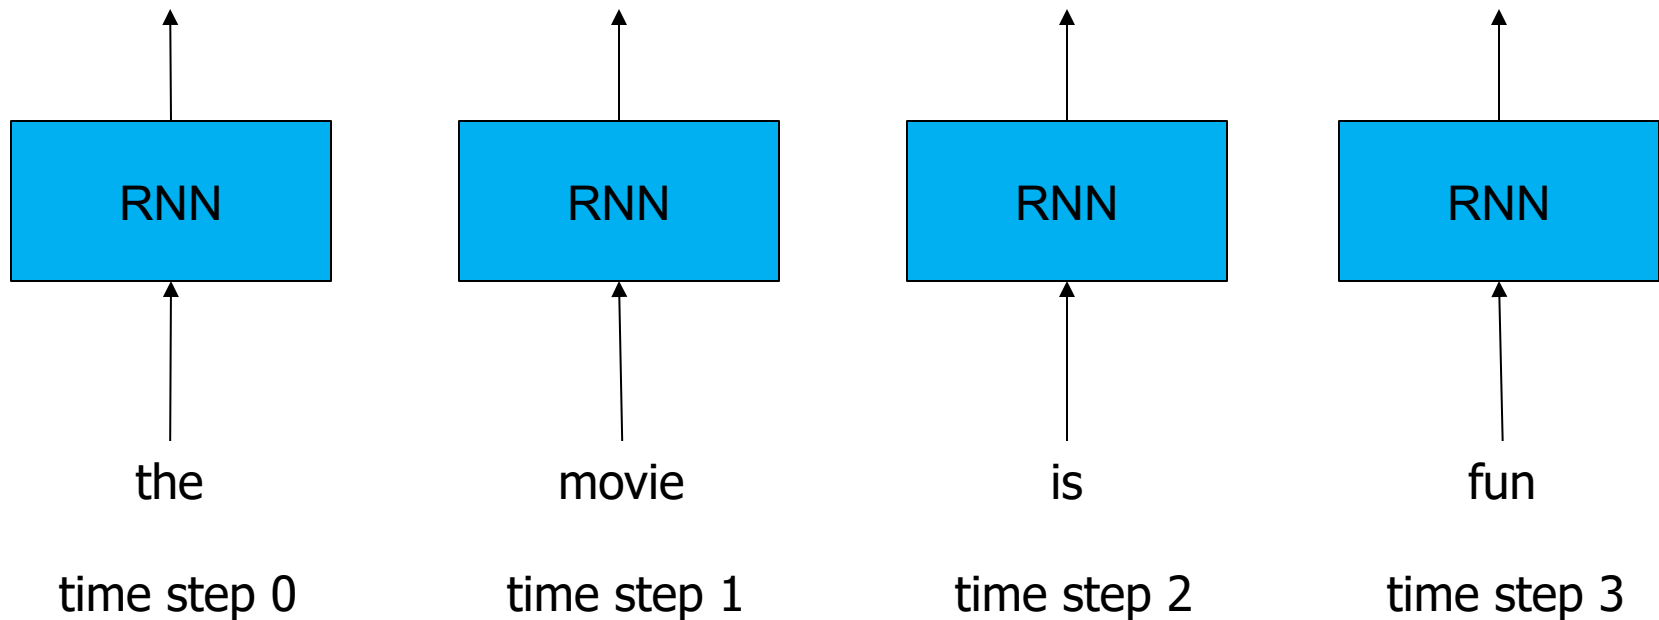 RNN RNN RNN RNN
the movie is fun
time step 0 time step 1 time step 2 time step 3